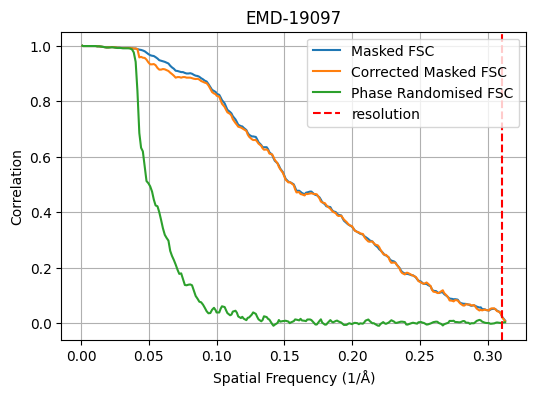 EMD-19097
Masked FSC
Corrected Masked FSC
Phase Randomised FSC
resolution
Correlation
1.0
0.8
0.6
0.4
0.2
0.0
0.00 0.05 0.10 0.15 0.20 0.25 0.30
Spatial Frequency (1/Å)